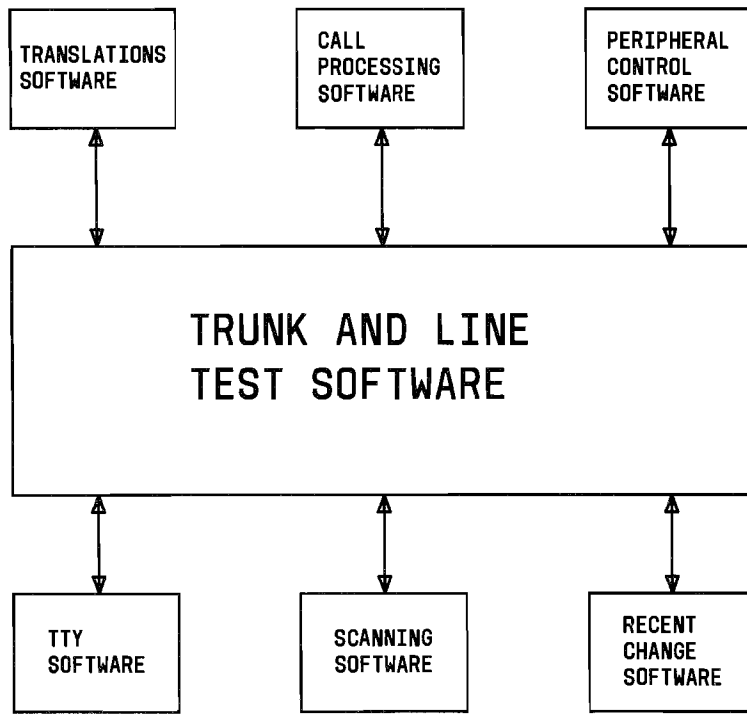 TRANSLATIONS
SOFTWARE
CALL
PROCESSING
SOFTWARE
PERIPHERAL
CONTROL
SOFTWARE
TRUNK AND LINE
TEST SOFTWARE
TTY
SOFTWARE
SCANNING
SOFTWARE
RECENT
CHANGE
SOFTWARE